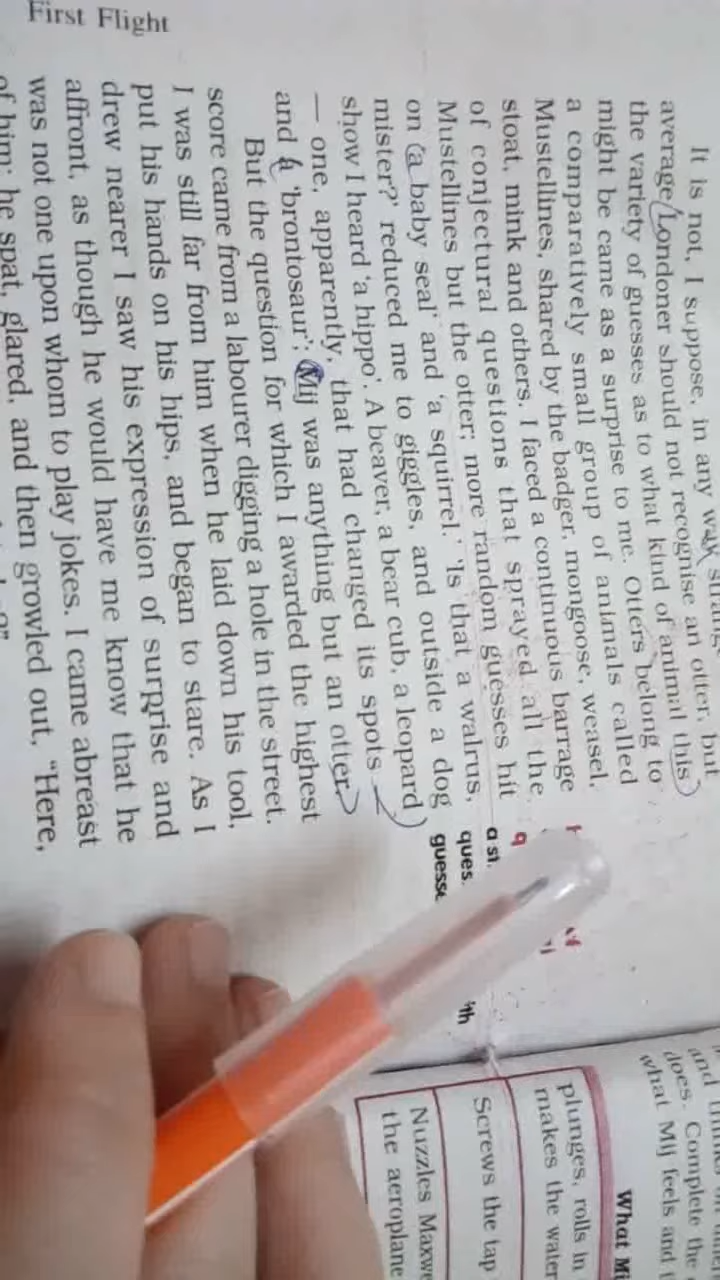 First Flight
It is not, I suppose, in any way
average Londoner should not recognise an otter, but
the variety of guesses as to what kind of animal this
might be came as a surprise to me. Otters belong to
a comparatively small group of animals called
Mustellines, shared by the badger, mongoose, weasel,
stoat, mink and others. I faced a continuous barrage
of conjectural questions that sprayed all the
Mustellines but the otter; more random guesses hit
on ‘a baby seal’ and ‘a squirrel.’ ‘Is that a walrus,
mister?’ reduced me to giggles, and outside a dog
show I heard ‘a hippo’. A beaver, a bear cub, a leopard
— one, apparently, that had changed its spots —
and a ‘brontosaur’; Mij was anything but an otter.
But the question for which I awarded the highest
score came from a labourer digging a hole in the street.
I was still far from him when he laid down his tool,
put his hands on his hips, and began to stare. As I
drew nearer I saw his expression of surprise and
affront, as though he would have me know that he
was not one upon whom to play jokes. I came abreast
of him; he spat, glared, and then growled out, “Here,
ques
guesse
does. Complete the
what Mij feels and
What M
plunges, rolls in
makes the water
Screws the tap
Nuzzles Maxwe
the aeroplane